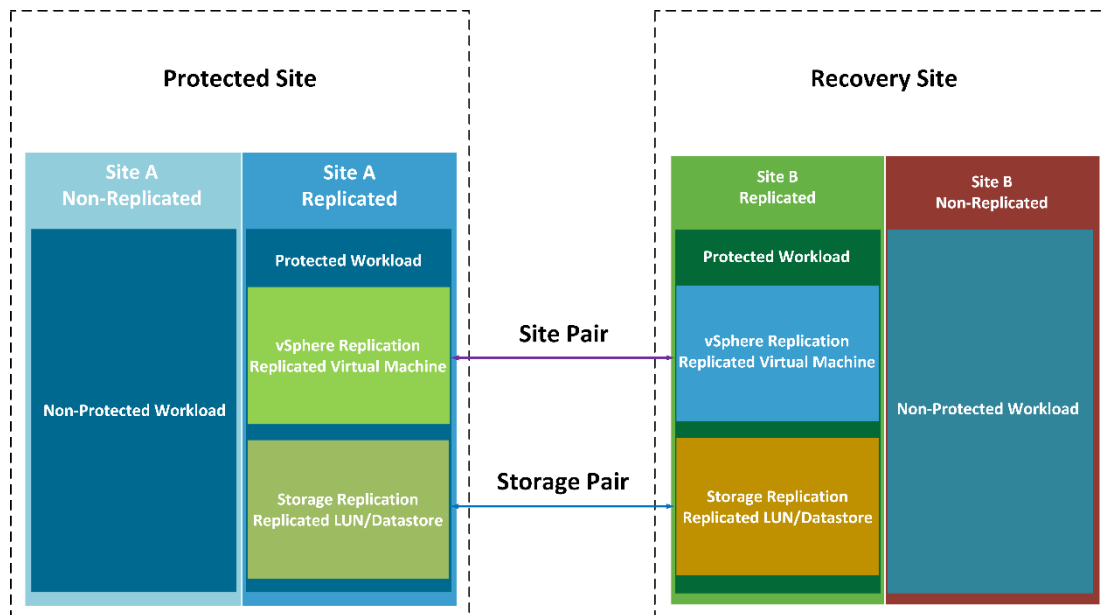 Protected Site
Recovery Site
Site A
Non-Replicated
Site A
Replicated
Site B
Replicated
Site B
Non-Replicated
Protected Workload
Protected Workload
vSphere Replication
Replicated Virtual Machine
Site Pair
vSphere Replication
Replicated Virtual Machine
Non-Protected Workload
Non-Protected Workload
Storage Replication
Replicated LUN/Datastore
Storage Pair
Storage Replication
Replicated LUN/Datastore